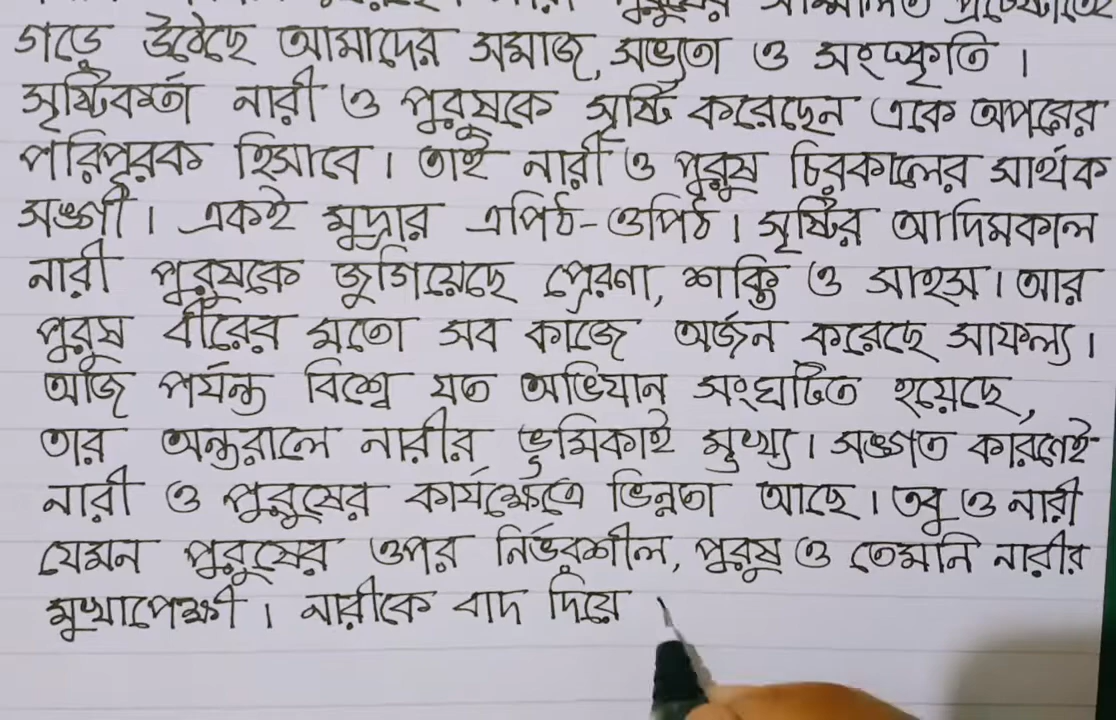 পুরুষের সম্মিলিত প্রচেষ্টাতেই
গড়ে উঠেছে আমাদের সমাজ, সভ্যতা ও সংস্কৃতি ।
সৃষ্টিকর্তা নারী ও পুরুষকে সৃষ্টি করেছেন একে অপরের
পরিপূরক হিসাবে । তাই নারী ও পুরুষ চিরকালের সার্থক
সঙ্গী । একই মুদ্রার এপিঠ-ওপিঠ । সৃষ্টির আদিমকাল
নারী পুরুষকে জুগিয়েছে প্রেরণা, শক্তি ও সাহস । আর
পুরুষ বীরের মতো সব কাজে অর্জন করেছে সাফল্য ।
আজ পর্যন্ত বিশ্বে যত অভিযান সংঘটিত হয়েছে,
তার অন্তরালে নারীর ভূমিকাই মুখ্য । সঙ্গত কারণেই
নারী ও পুরুষের কার্যক্ষেত্রে ভিন্নতা আছে । তবু ও নারী
যেমন পুরুষের ওপর নির্ভরশীল, পুরুষ ও তেমনি নারীর
মুখাপেক্ষী । নারীকে বাদ দিয়ে